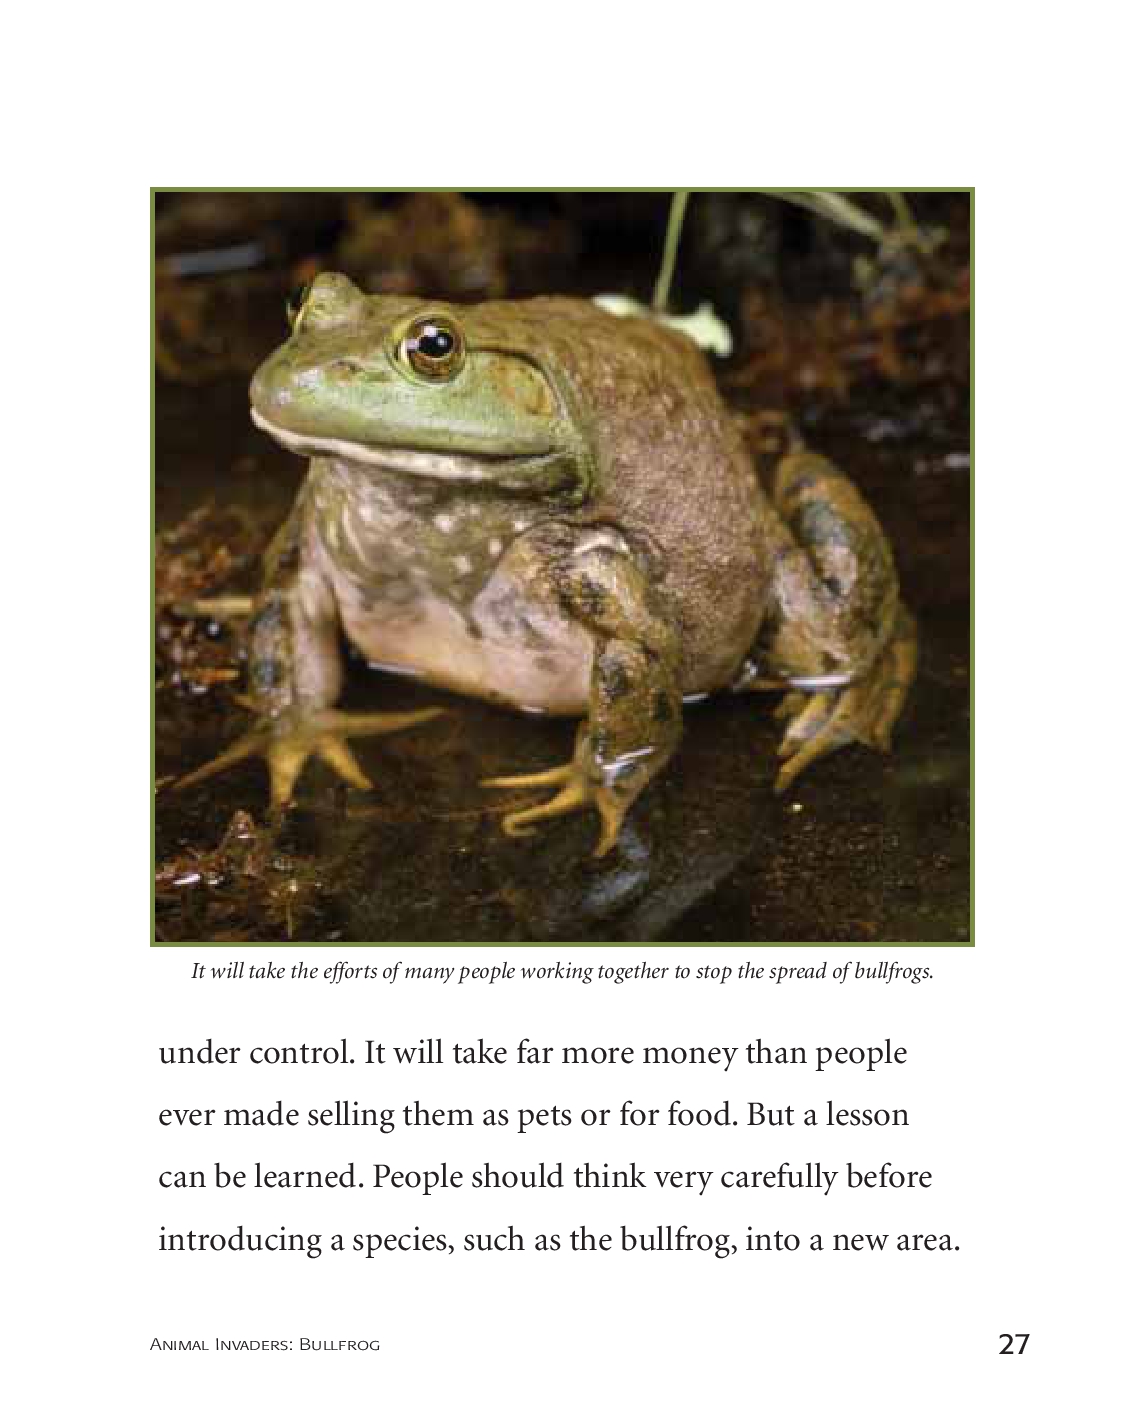 It will take the efforts of many people working together to stop the spread of bullfrogs.
under control. It will take far more money than people
ever made selling them as pets or for food. But a lesson
can be learned. People should think very carefully before
introducing a species, such as the bullfrog, into a new area.
Animal Invaders: Bullfrog
27